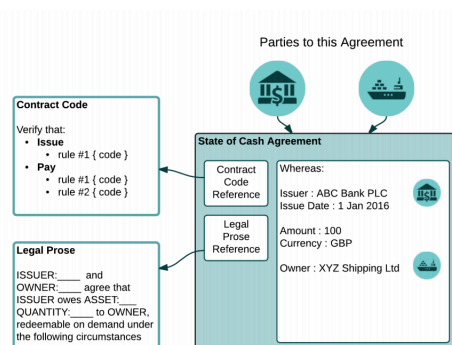 Parties to this Agreement
Contract Code
Verify that:
• Issue
• rule #1 { code }
• Pay
• rule #1 { code }
• rule #2 { code }
State of Cash Agreement
Contract
Code
Reference
Legal
Prose
Reference
Whereas:
Issuer : ABC Bank PLC
Issue Date : 1 Jan 2016
Amount : 100
Currency : GBP
Owner : XYZ Shipping Ltd
Legal Prose
ISSUER:____ and
OWNER:____ agree that
ISSUER owes ASSET:___
QUANTITY:____ to OWNER,
redeemable on demand under
the following circumstances